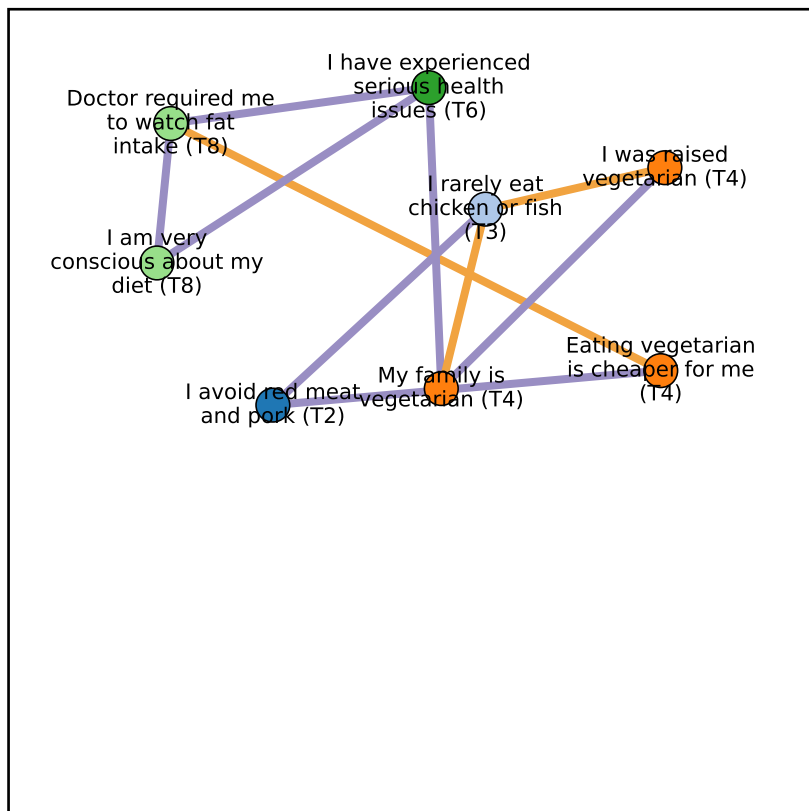 I have experienced
serious health
issues (T6)
Doctor required me
to watch fat
intake (T8)
I was raised
vegetarian (T4)
I rarely eat
chicken or fish
(T3)
I am very
conscious about my
diet (T8)
Eating vegetarian
is cheaper for me
(T4)
My family is
vegetarian (T4)
I avoid red meat
and pork (T2)